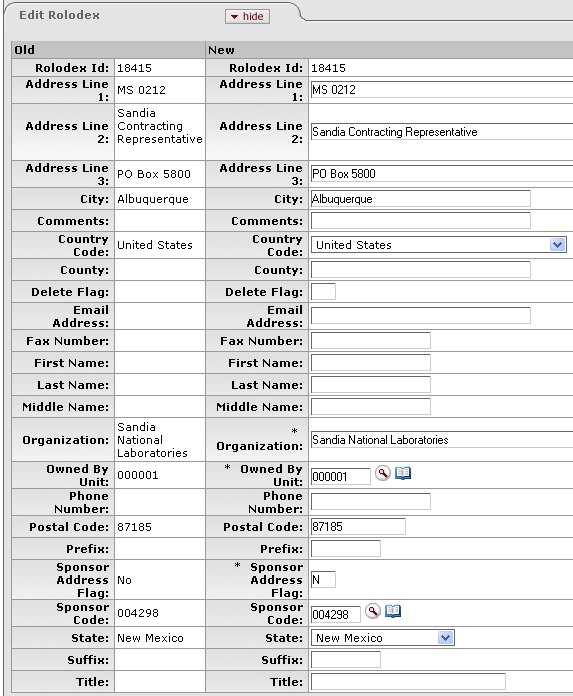 Edit Rolodex
hide
Old New
Rolodex Id: 18415 Rolodex Id: 18415
Address Line 1: MS 0212 Address Line 1: MS 0212
Address Line 2: Sandia Contracting Representative Address Line 2: Sandia Contracting Representative
Address Line 3: PO Box 5800 Address Line 3: PO Box 5800
City: Albuquerque City: Albuquerque
Comments: Comments:
Country Code: United States Country Code: United States
County: County:
Delete Flag: Delete Flag:
Email Address: Email Address:
Fax Number: Fax Number:
First Name: First Name:
Last Name: Last Name:
Middle Name: Middle Name:
Organization: Sandia National Laboratories * Organization: Sandia National Laboratories
Owned By Unit: 000001 * Owned By Unit: 000001
Phone Number: Phone Number:
Postal Code: 87185 Postal Code: 87185
Prefix: Prefix:
Sponsor Address Flag: No * Sponsor Address Flag: N
Sponsor Code: 004298 Sponsor Code: 004298
State: New Mexico State: New Mexico
Suffix: Suffix:
Title: Title: